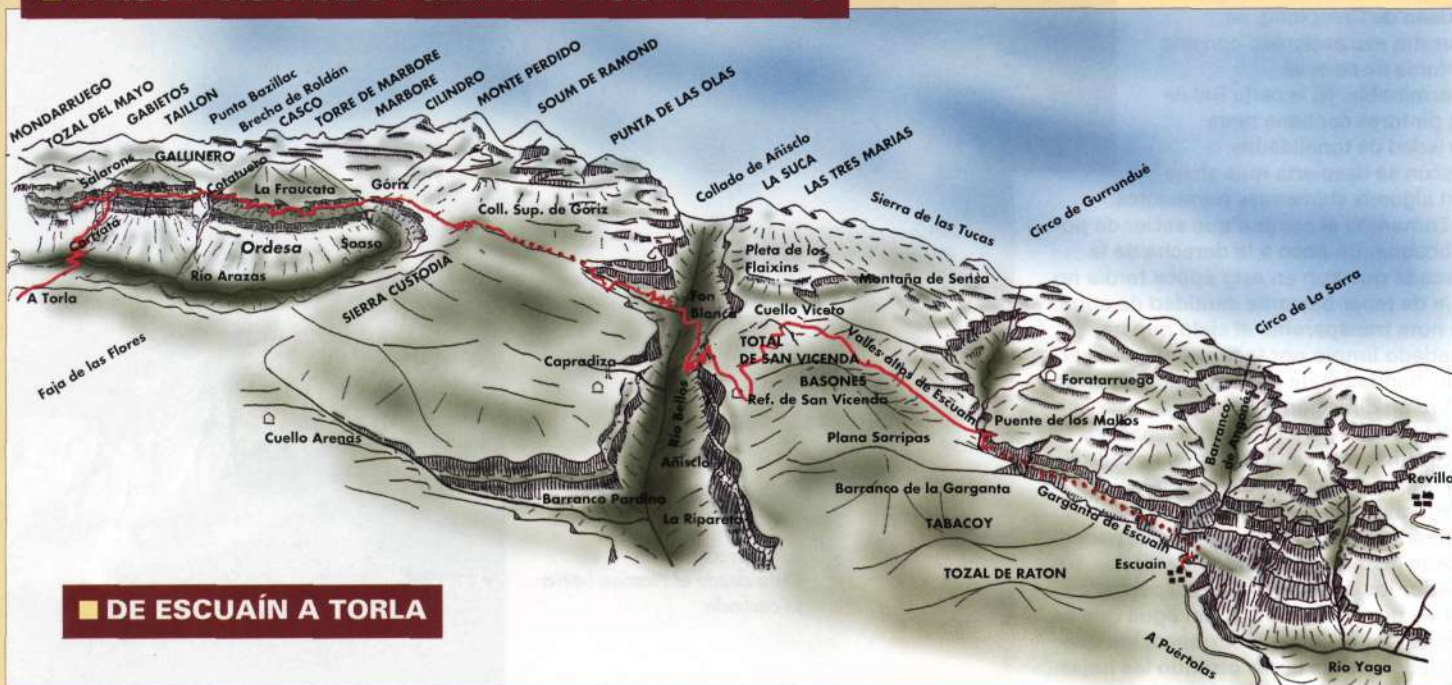 MONDARRUEGO
TOZAL DEL MAYO
GABIETOS
TAILLON
Punta Bazillac
Brecha de Roldán
CASCO
TORRE DE MARBORE
MARBORE
CILINDRO
MONTE PERDIDO
SOUM DE RAMOND
PUNTA DE LAS OLAS
Collado de Añisclo
LA SUCA
LAS TRES MARIAS
Sierra de las Tucas
Circo de Gurrundué
Circo de La Sarra
Salarons
GALLINERO
Cotatuero
La Fraucata
Góriz
Coll. Sup. de Góriz
Carriata
Ordesa
Soaso
Río Arazas
A Torla
Faja de las Flores
SIERRA CUSTODIA
Pleta de los
Flaixins
Montaña de Sensa
Fon
Blanca
Cuello Viceto
TOTAL
DE SAN VICENDA
Valles altos de Escuain
Capradiza
BASONES
Ref. de San Vicenda
Foratarruego
Puente de los Mallos
Barranco
de Angonés
Cuello Arenas
Río Bellos
Plana Sorripas
Añisclo
Revilla
Barranco Pardina
Barranco de la Garganta
La Ripareta
Garganta de Escuain
TABACOY
Escuain
TOZAL DE RATON
A Puértolas
Río Yaga
DE ESCUAÍN A TORLA